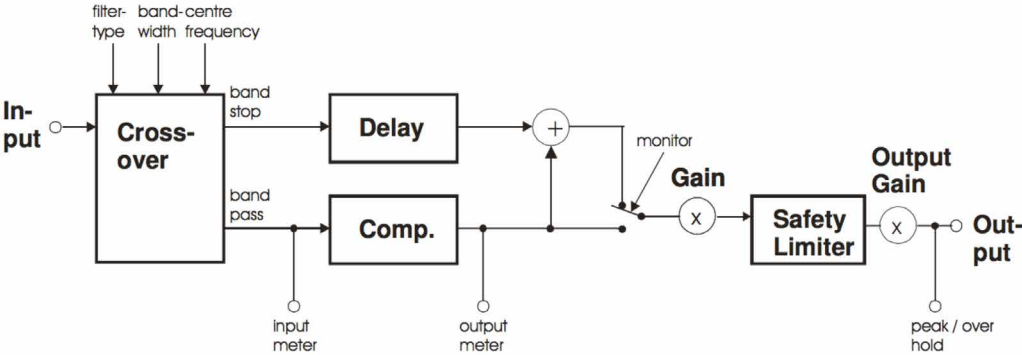 filter-
type
band-
width
centre
frequency
In-
put
Cross-
over
band
stop
Delay
+
monitor
Gain
Output
Gain
band
pass
Comp.
x
Safety
Limiter
x
Out-
put
input
meter
output
meter
peak / over
hold